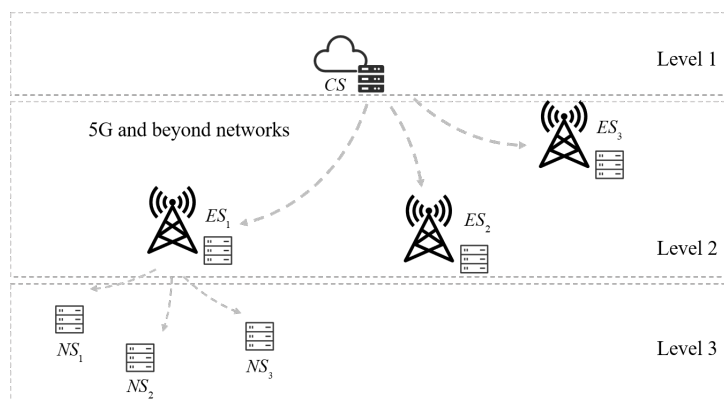 Level 1
CS
5G and beyond networks
ES₃
ES₁
ES₂
Level 2
NS₁
NS₂
NS₃
Level 3